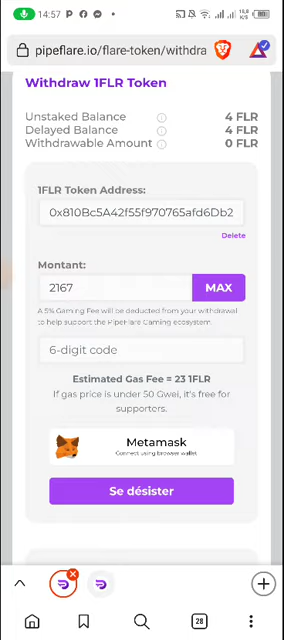 14:57
pipeflare.io/flare-token/withdra
Withdraw 1FLR Token
Unstaked Balance 4 FLR
Delayed Balance 4 FLR
Withdrawable Amount 0 FLR
1FLR Token Address:
0x810Bc5A42f55f970765afd6Db2
Delete
Montant:
2167 MAX
A 5% Gaming Fee will be deducted from your withdrawal
to help support the PipeFlare Gaming ecosystem.
6-digit code
Estimated Gas Fee = 23 1FLR
If gas price is under 50 Gwei, it's free for
supporters.
Metamask
Connect using browser wallet
Se désister
28